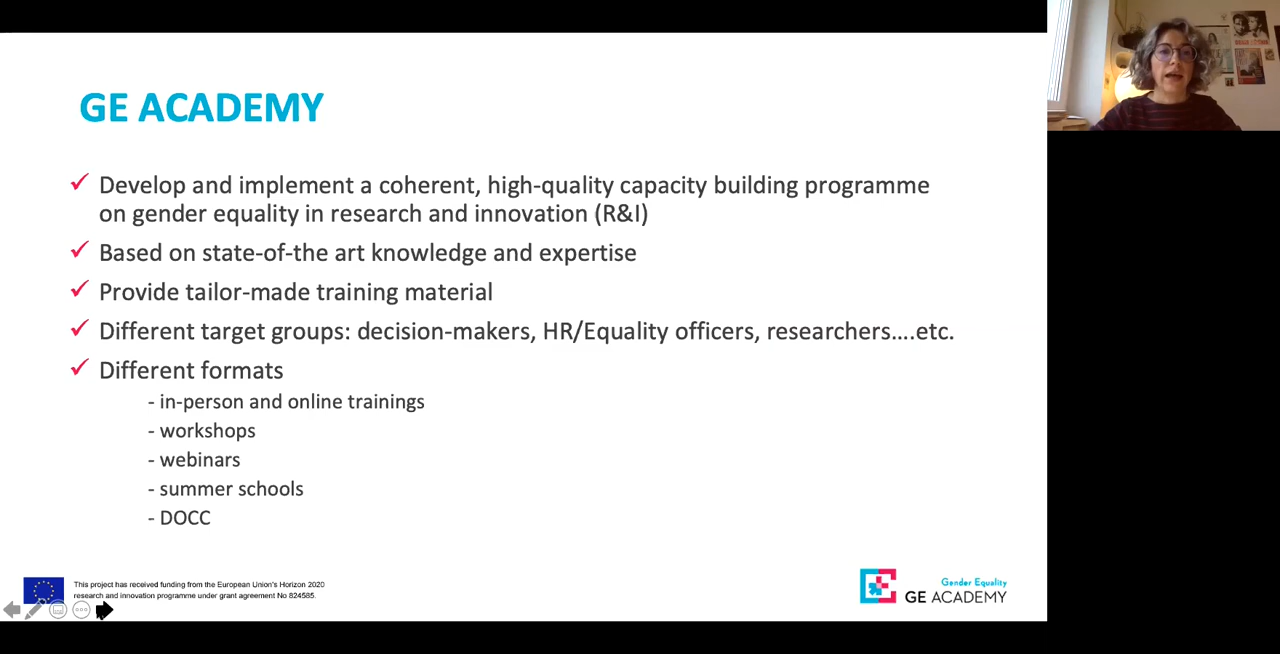 GE ACADEMY
Develop and implement a coherent, high-quality capacity building programme
on gender equality in research and innovation (R&I)
Based on state-of-the art knowledge and expertise
Provide tailor-made training material
Different target groups: decision-makers, HR/Equality officers, researchers....etc.
Different formats
- in-person and online trainings
- workshops
- webinars
- summer schools
- DOCC
This project has received funding from the European Union's Horizon 2020
research and innovation programme under grant agreement No 824585.
Gender Equality
GE ACADEMY